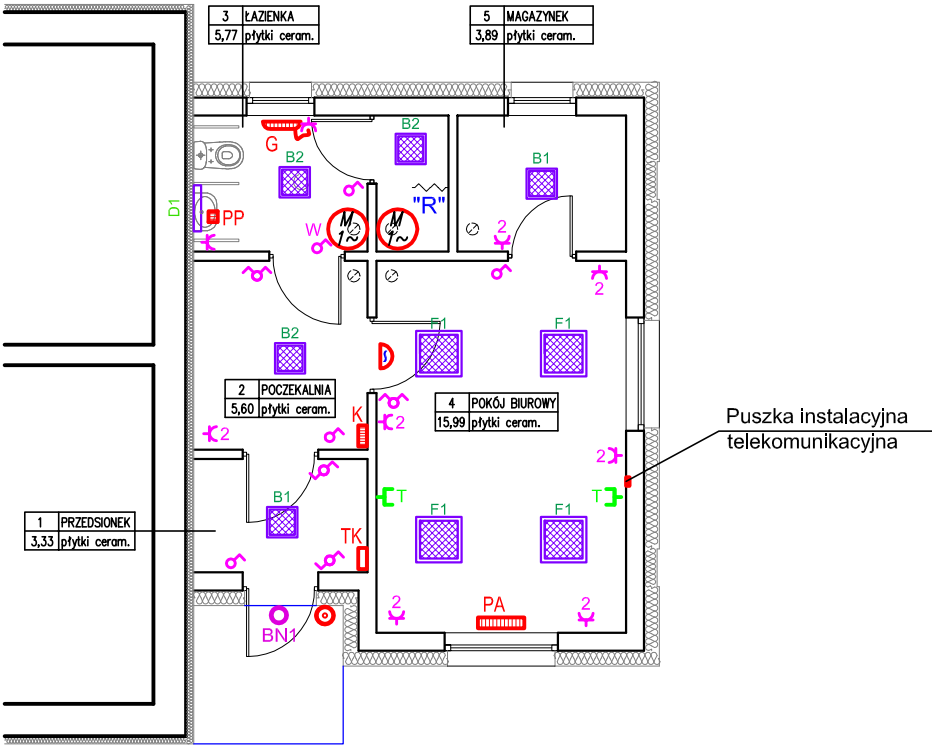 3 ŁAZIENKA
5,77 płytki ceram.
5 MAGAZYNEK
3,89 płytki ceram.
G
B2
B2
B1
D1
PP
W
M
1~
M
1~
"R"
2
2
B2
F1
F1
2 POCZEKALNIA
5,60 płytki ceram.
4 POKÓJ BIUROWY
15,99 płytki ceram.
K
2
2
2
Puszka instalacyjna
telekomunikacyjna
B1
T
T
F1
F1
1 PRZEDSIONEK
3,33 płytki ceram.
TK
2
PA
2
BN1